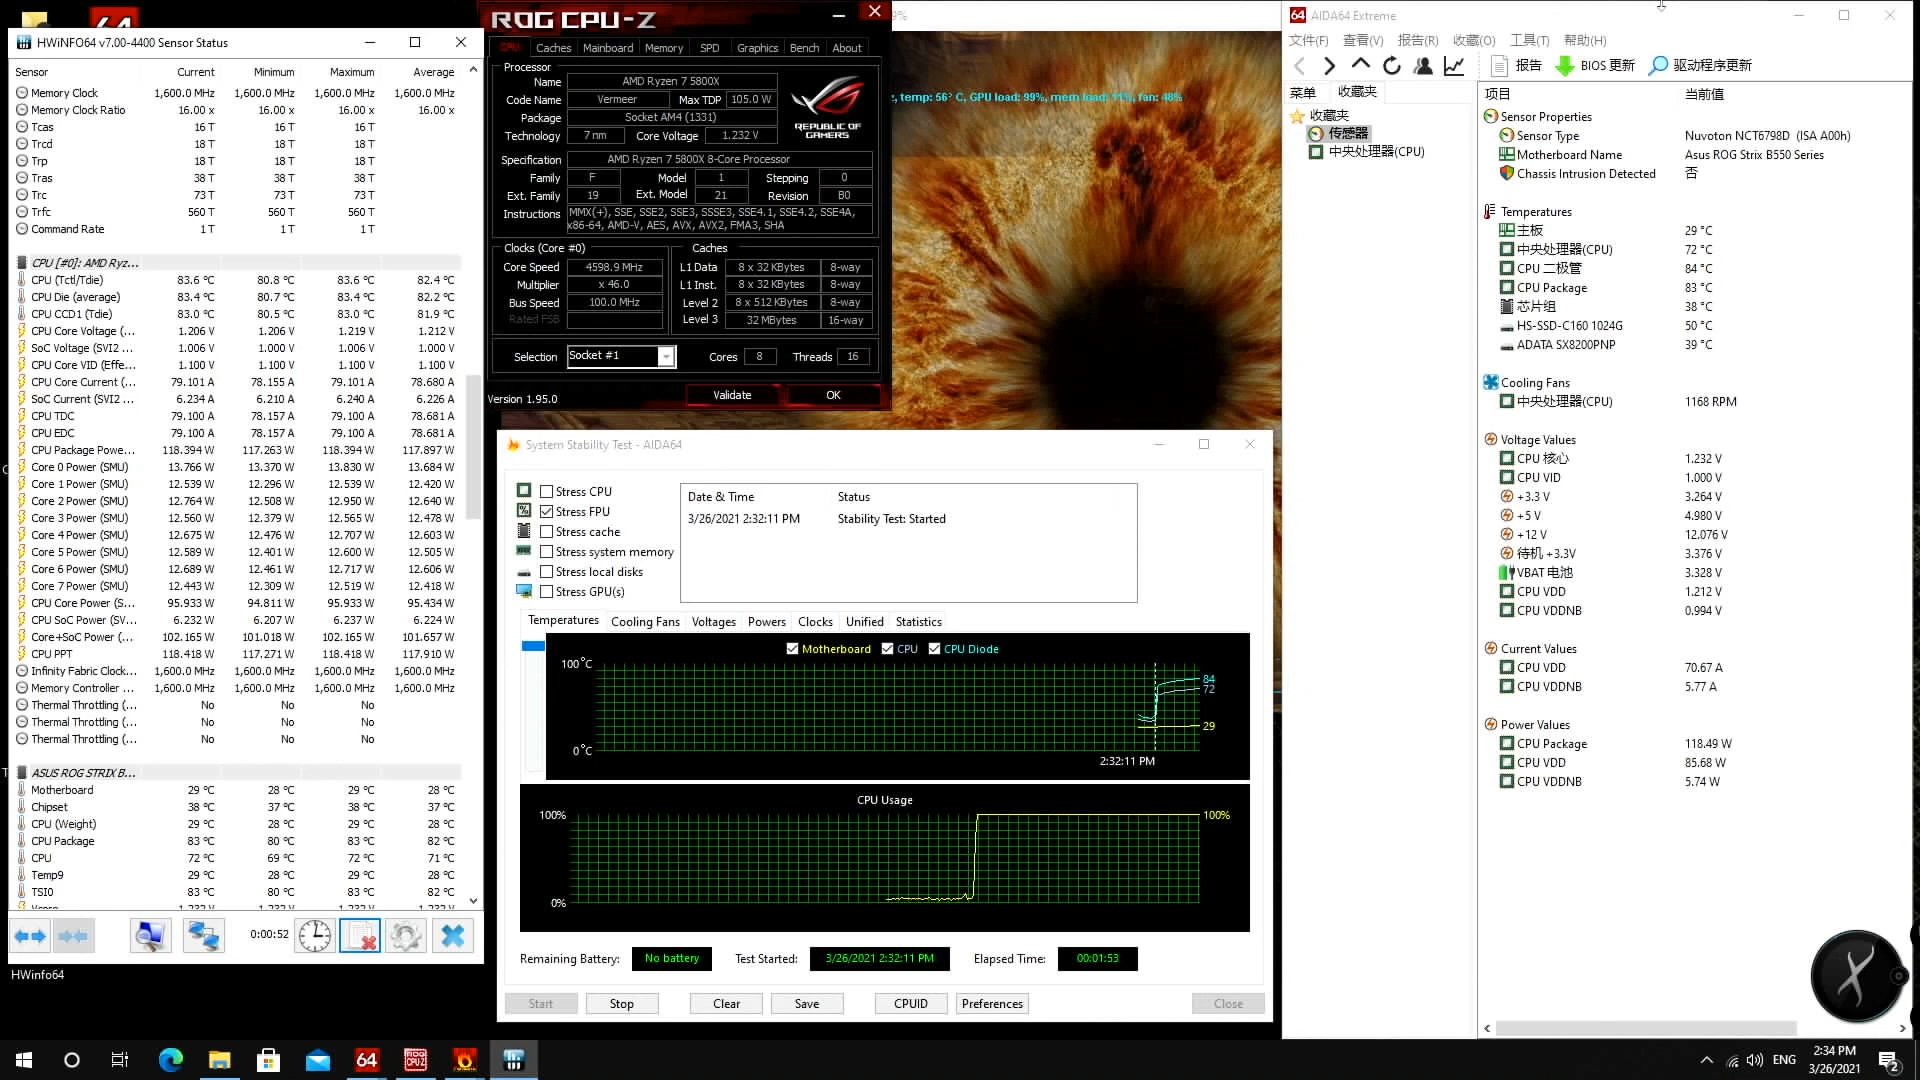 HWiNFO64 v7.00-4400 Sensor Status
Sensor Current Minimum Maximum Average
Memory Clock 1,600.0 MHz 1,600.0 MHz 1,600.0 MHz 1,600.0 MHz
Memory Clock Ratio 16.00 x 16.00 x 16.00 x 16.00 x
Tcas 16 T 16 T 16 T
Trcd 18 T 18 T 18 T
Trp 18 T 18 T 18 T
Tras 38 T 38 T 38 T
Trc 73 T 73 T 73 T
Trfc 560 T 560 T 560 T
Command Rate 1 T 1 T 1 T
CPU [#0]: AMD Ryz...
CPU (Tctl/Tdie) 83.6 °C 80.8 °C 83.6 °C 82.4 °C
CPU Die (average) 83.4 °C 80.7 °C 83.4 °C 82.2 °C
CPU CCD1 (Tdie) 83.0 °C 80.5 °C 83.0 °C 81.9 °C
CPU Core Voltage (... 1.206 V 1.206 V 1.219 V 1.212 V
SoC Voltage (SVI2 ... 1.006 V 1.000 V 1.006 V 1.000 V
CPU Core VID (Effe... 1.100 V 1.100 V 1.100 V 1.100 V
CPU Core Current (... 79.101 A 78.155 A 79.101 A 78.680 A
SoC Current (SVI2 ... 6.234 A 6.210 A 6.240 A 6.226 A
CPU TDC 79.100 A 78.157 A 79.100 A 78.681 A
CPU EDC 79.100 A 78.157 A 79.100 A 78.681 A
CPU Package Powe... 118.394 W 117.263 W 118.394 W 117.897 W
Core 0 Power (SMU) 13.766 W 13.370 W 13.830 W 13.684 W
Core 1 Power (SMU) 12.539 W 12.296 W 12.539 W 12.420 W
Core 2 Power (SMU) 12.764 W 12.508 W 12.950 W 12.640 W
Core 3 Power (SMU) 12.560 W 12.379 W 12.565 W 12.478 W
Core 4 Power (SMU) 12.675 W 12.476 W 12.707 W 12.603 W
Core 5 Power (SMU) 12.589 W 12.401 W 12.600 W 12.505 W
Core 6 Power (SMU) 12.689 W 12.461 W 12.717 W 12.606 W
Core 7 Power (SMU) 12.443 W 12.309 W 12.519 W 12.418 W
CPU Core Power (S... 95.933 W 94.811 W 95.933 W 95.434 W
CPU SoC Power (SV... 6.232 W 6.207 W 6.237 W 6.224 W
Core+SoC Power (... 102.165 W 101.018 W 102.165 W 101.657 W
CPU PPT 118.418 W 117.271 W 118.418 W 117.910 W
Infinity Fabric Clock... 1,600.0 MHz 1,600.0 MHz 1,600.0 MHz 1,600.0 MHz
Memory Controller ... 1,600.0 MHz 1,600.0 MHz 1,600.0 MHz 1,600.0 MHz
Thermal Throttling (... No No No
Thermal Throttling (... No No No
Thermal Throttling (... No No No
ASUS ROG STRIX B...
Motherboard 29 °C 28 °C 29 °C 28 °C
Chipset 38 °C 37 °C 38 °C 37 °C
CPU (Weight) 29 °C 28 °C 29 °C 28 °C
CPU Package 83 °C 80 °C 83 °C 82 °C
CPU 72 °C 69 °C 72 °C 71 °C
Temp9 29 °C 28 °C 29 °C 28 °C
TSI0 83 °C 80 °C 83 °C 82 °C
0:00:52
HWinfo64
ROG CPU-Z
CPU Caches Mainboard Memory SPD Graphics Bench About
Processor
Name AMD Ryzen 7 5800X
Code Name Vermeer Max TDP 105.0 W
Package Socket AM4 (1331)
Technology 7 nm Core Voltage 1.232 V
REPUBLIC OF
GAMERS
Specification AMD Ryzen 7 5800X 8-Core Processor
Family F Model 1 Stepping 0
Ext. Family 19 Ext. Model 21 Revision B0
Instructions MMX(+), SSE, SSE2, SSE3, SSSE3, SSE4.1, SSE4.2, SSE4A,
x86-64, AMD-V, AES, AVX, AVX2, FMA3, SHA
Clocks (Core #0) Caches
Core Speed 4598.9 MHz L1 Data 8 x 32 KBytes 8-way
Multiplier x 46.0 L1 Inst. 8 x 32 KBytes 8-way
Bus Speed 100.0 MHz Level 2 8 x 512 KBytes 8-way
Rated FSB Level 3 32 MBytes 16-way
Selection Socket #1 Cores 8 Threads 16
Version 1.95.0 Validate OK
9%
z, temp: 56° C, GPU load: 99%, mem load: 11%, fan: 48%
System Stability Test - AIDA64
Stress CPU
Stress FPU
Stress cache
Stress system memory
Stress local disks
Stress GPU(s)
Date & Time Status
3/26/2021 2:32:11 PM Stability Test: Started
Temperatures Cooling Fans Voltages Powers Clocks Unified Statistics
Motherboard CPU CPU Diode
100°C
84
72
29
0°C
2:32:11 PM
CPU Usage
100% 100%
0%
Remaining Battery: No battery Test Started: 3/26/2021 2:32:11 PM Elapsed Time: 00:01:53
Start Stop Clear Save CPUID Preferences Close
64 AIDA64 Extreme
文件(F) 查看(V) 报告(R) 收藏(O) 工具(T) 帮助(H)
报告 BIOS 更新 驱动程序更新
菜单 收藏夹
收藏夹
传感器
中央处理器(CPU)
项目 当前值
Sensor Properties
Sensor Type Nuvoton NCT6798D (ISA A00h)
Motherboard Name Asus ROG Strix B550 Series
Chassis Intrusion Detected 否
Temperatures
主板 29 °C
中央处理器(CPU) 72 °C
CPU 二极管 84 °C
CPU Package 83 °C
芯片组 38 °C
HS-SSD-C160 1024G 50 °C
ADATA SX8200PNP 39 °C
Cooling Fans
中央处理器(CPU) 1168 RPM
Voltage Values
CPU 核心 1.232 V
CPU VID 1.000 V
+3.3 V 3.264 V
+5 V 4.980 V
+12 V 12.076 V
待机 +3.3V 3.376 V
VBAT 电池 3.328 V
CPU VDD 1.212 V
CPU VDDNB 0.994 V
Current Values
CPU VDD 70.67 A
CPU VDDNB 5.77 A
Power Values
CPU Package 118.49 W
CPU VDD 85.68 W
CPU VDDNB 5.74 W
64
ENG
2:34 PM
3/26/2021
2